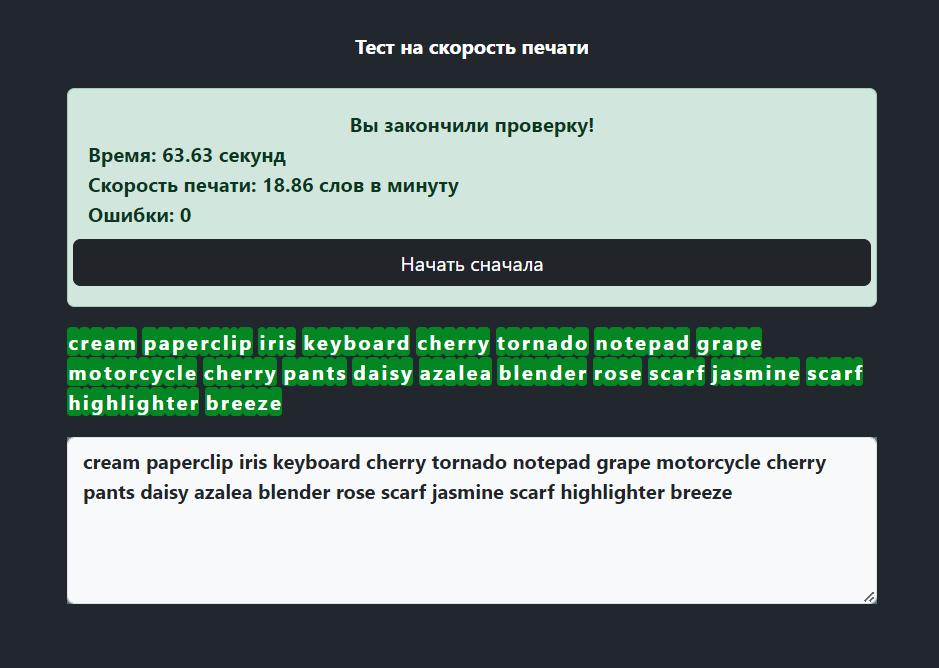 Тест на скорость печати
Вы закончили проверку!
Время: 63.63 секунд
Скорость печати: 18.86 слов в минуту
Ошибки: 0
Начать сначала
cream paperclip iris keyboard cherry tornado notepad grape
motorcycle cherry pants daisy azalea blender rose scarf jasmine scarf
highlighter breeze
cream paperclip iris keyboard cherry tornado notepad grape motorcycle cherry
pants daisy azalea blender rose scarf jasmine scarf highlighter breeze